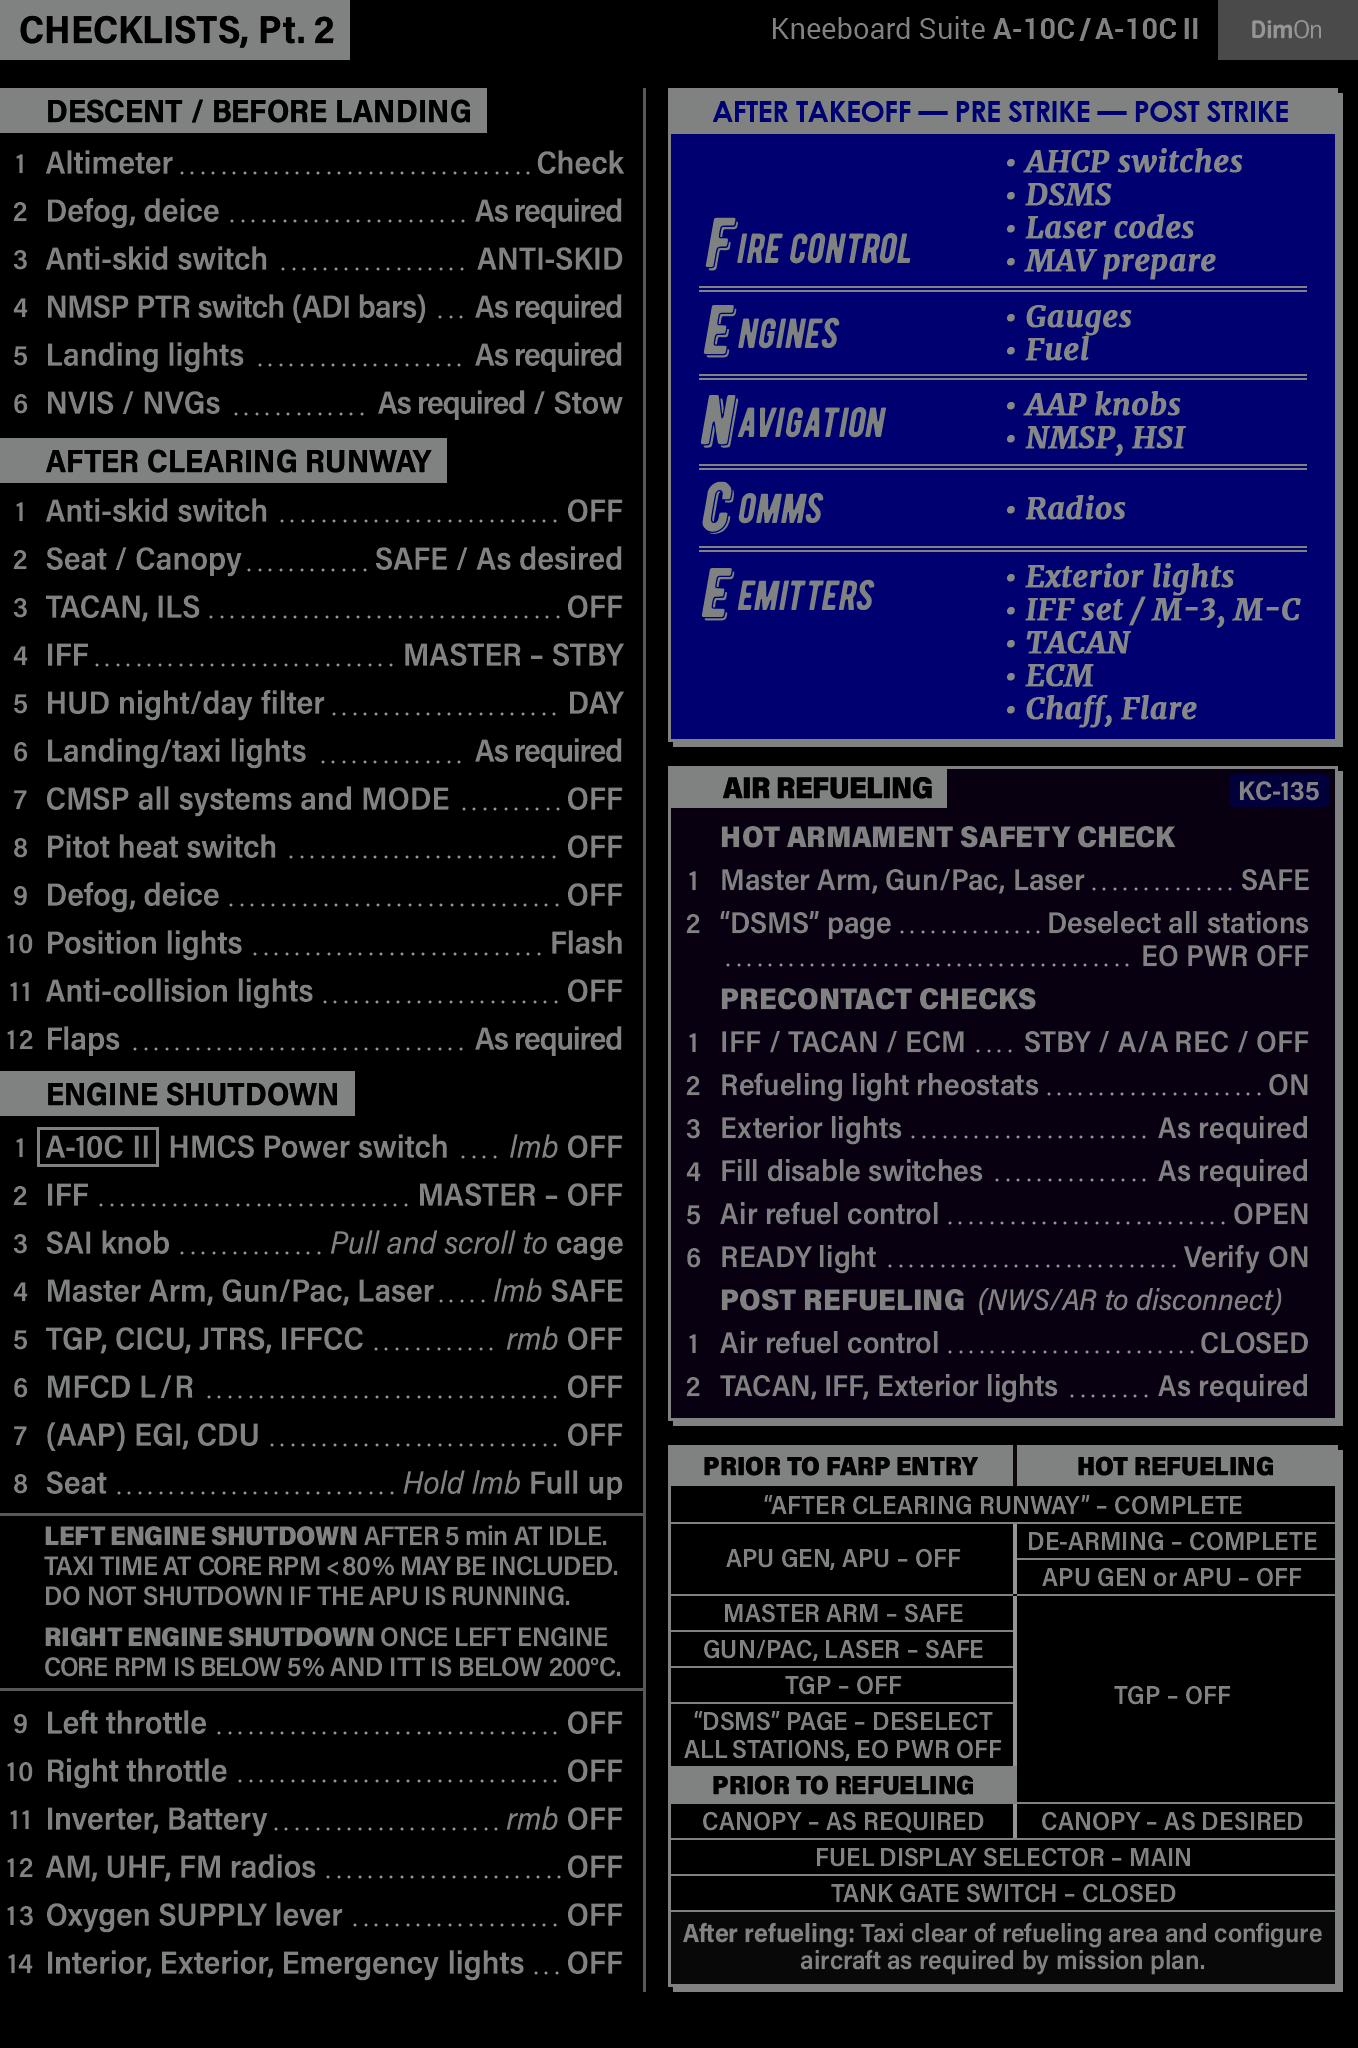 CHECKLISTS, Pt. 2
Kneeboard Suite A-10C / A-10C II
DimOn
DESCENT / BEFORE LANDING
1 Altimeter .................................. Check
2 Defog, deice ....................... As required
3 Anti-skid switch .................. ANTI-SKID
4 NMSP PTR switch (ADI bars) ... As required
5 Landing lights .................... As required
6 NVIS / NVGs ............. As required / Stow
AFTER CLEARING RUNWAY
1 Anti-skid switch ........................... OFF
2 Seat / Canopy ............ SAFE / As desired
3 TACAN, ILS .................................. OFF
4 IFF ............................. MASTER – STBY
5 HUD night/day filter ...................... DAY
6 Landing/taxi lights .............. As required
7 CMSP all systems and MODE .......... OFF
8 Pitot heat switch .......................... OFF
9 Defog, deice ................................ OFF
10 Position lights ............................ Flash
11 Anti-collision lights ....................... OFF
12 Flaps ................................ As required
ENGINE SHUTDOWN
1 A-10C II HMCS Power switch .... lmb OFF
2 IFF .............................. MASTER – OFF
3 SAI knob .............. Pull and scroll to cage
4 Master Arm, Gun/Pac, Laser ..... lmb SAFE
5 TGP, CICU, JTRS, IFFCC ............ rmb OFF
6 MFCD L / R .................................. OFF
7 (AAP) EGI, CDU ............................ OFF
8 Seat ........................... Hold lmb Full up
LEFT ENGINE SHUTDOWN AFTER 5 min AT IDLE.
TAXI TIME AT CORE RPM <80% MAY BE INCLUDED.
DO NOT SHUTDOWN IF THE APU IS RUNNING.
RIGHT ENGINE SHUTDOWN ONCE LEFT ENGINE
CORE RPM IS BELOW 5% AND ITT IS BELOW 200°C.
9 Left throttle ................................. OFF
10 Right throttle ............................... OFF
11 Inverter, Battery ...................... rmb OFF
12 AM, UHF, FM radios ....................... OFF
13 Oxygen SUPPLY lever .................... OFF
14 Interior, Exterior, Emergency lights ... OFF
AFTER TAKEOFF — PRE STRIKE — POST STRIKE
FIRE CONTROL
• AHCP switches
• DSMS
• Laser codes
• MAV prepare
ENGINES
• Gauges
• Fuel
NAVIGATION
• AAP knobs
• NMSP, HSI
COMMS
• Radios
EEMITTERS
• Exterior lights
• IFF set / M-3, M-C
• TACAN
• ECM
• Chaff, Flare
AIR REFUELING
KC-135
HOT ARMAMENT SAFETY CHECK
1 Master Arm, Gun/Pac, Laser .............. SAFE
2 “DSMS” page .............. Deselect all stations
....................................... EO PWR OFF
PRECONTACT CHECKS
1 IFF / TACAN / ECM .... STBY / A/A REC / OFF
2 Refueling light rheostats ..................... ON
3 Exterior lights ....................... As required
4 Fill disable switches ............... As required
5 Air refuel control ........................... OPEN
6 READY light ............................ Verify ON
POST REFUELING (NWS/AR to disconnect)
1 Air refuel control ........................ CLOSED
2 TACAN, IFF, Exterior lights ........ As required
PRIOR TO FARP ENTRY
HOT REFUELING
“AFTER CLEARING RUNWAY” – COMPLETE
APU GEN, APU – OFF
DE-ARMING – COMPLETE
APU GEN or APU – OFF
MASTER ARM – SAFE
GUN/PAC, LASER – SAFE
TGP – OFF
TGP – OFF
“DSMS” PAGE – DESELECT
ALL STATIONS, EO PWR OFF
PRIOR TO REFUELING
CANOPY – AS REQUIRED
CANOPY – AS DESIRED
FUEL DISPLAY SELECTOR – MAIN
TANK GATE SWITCH – CLOSED
After refueling: Taxi clear of refueling area and configure
aircraft as required by mission plan.